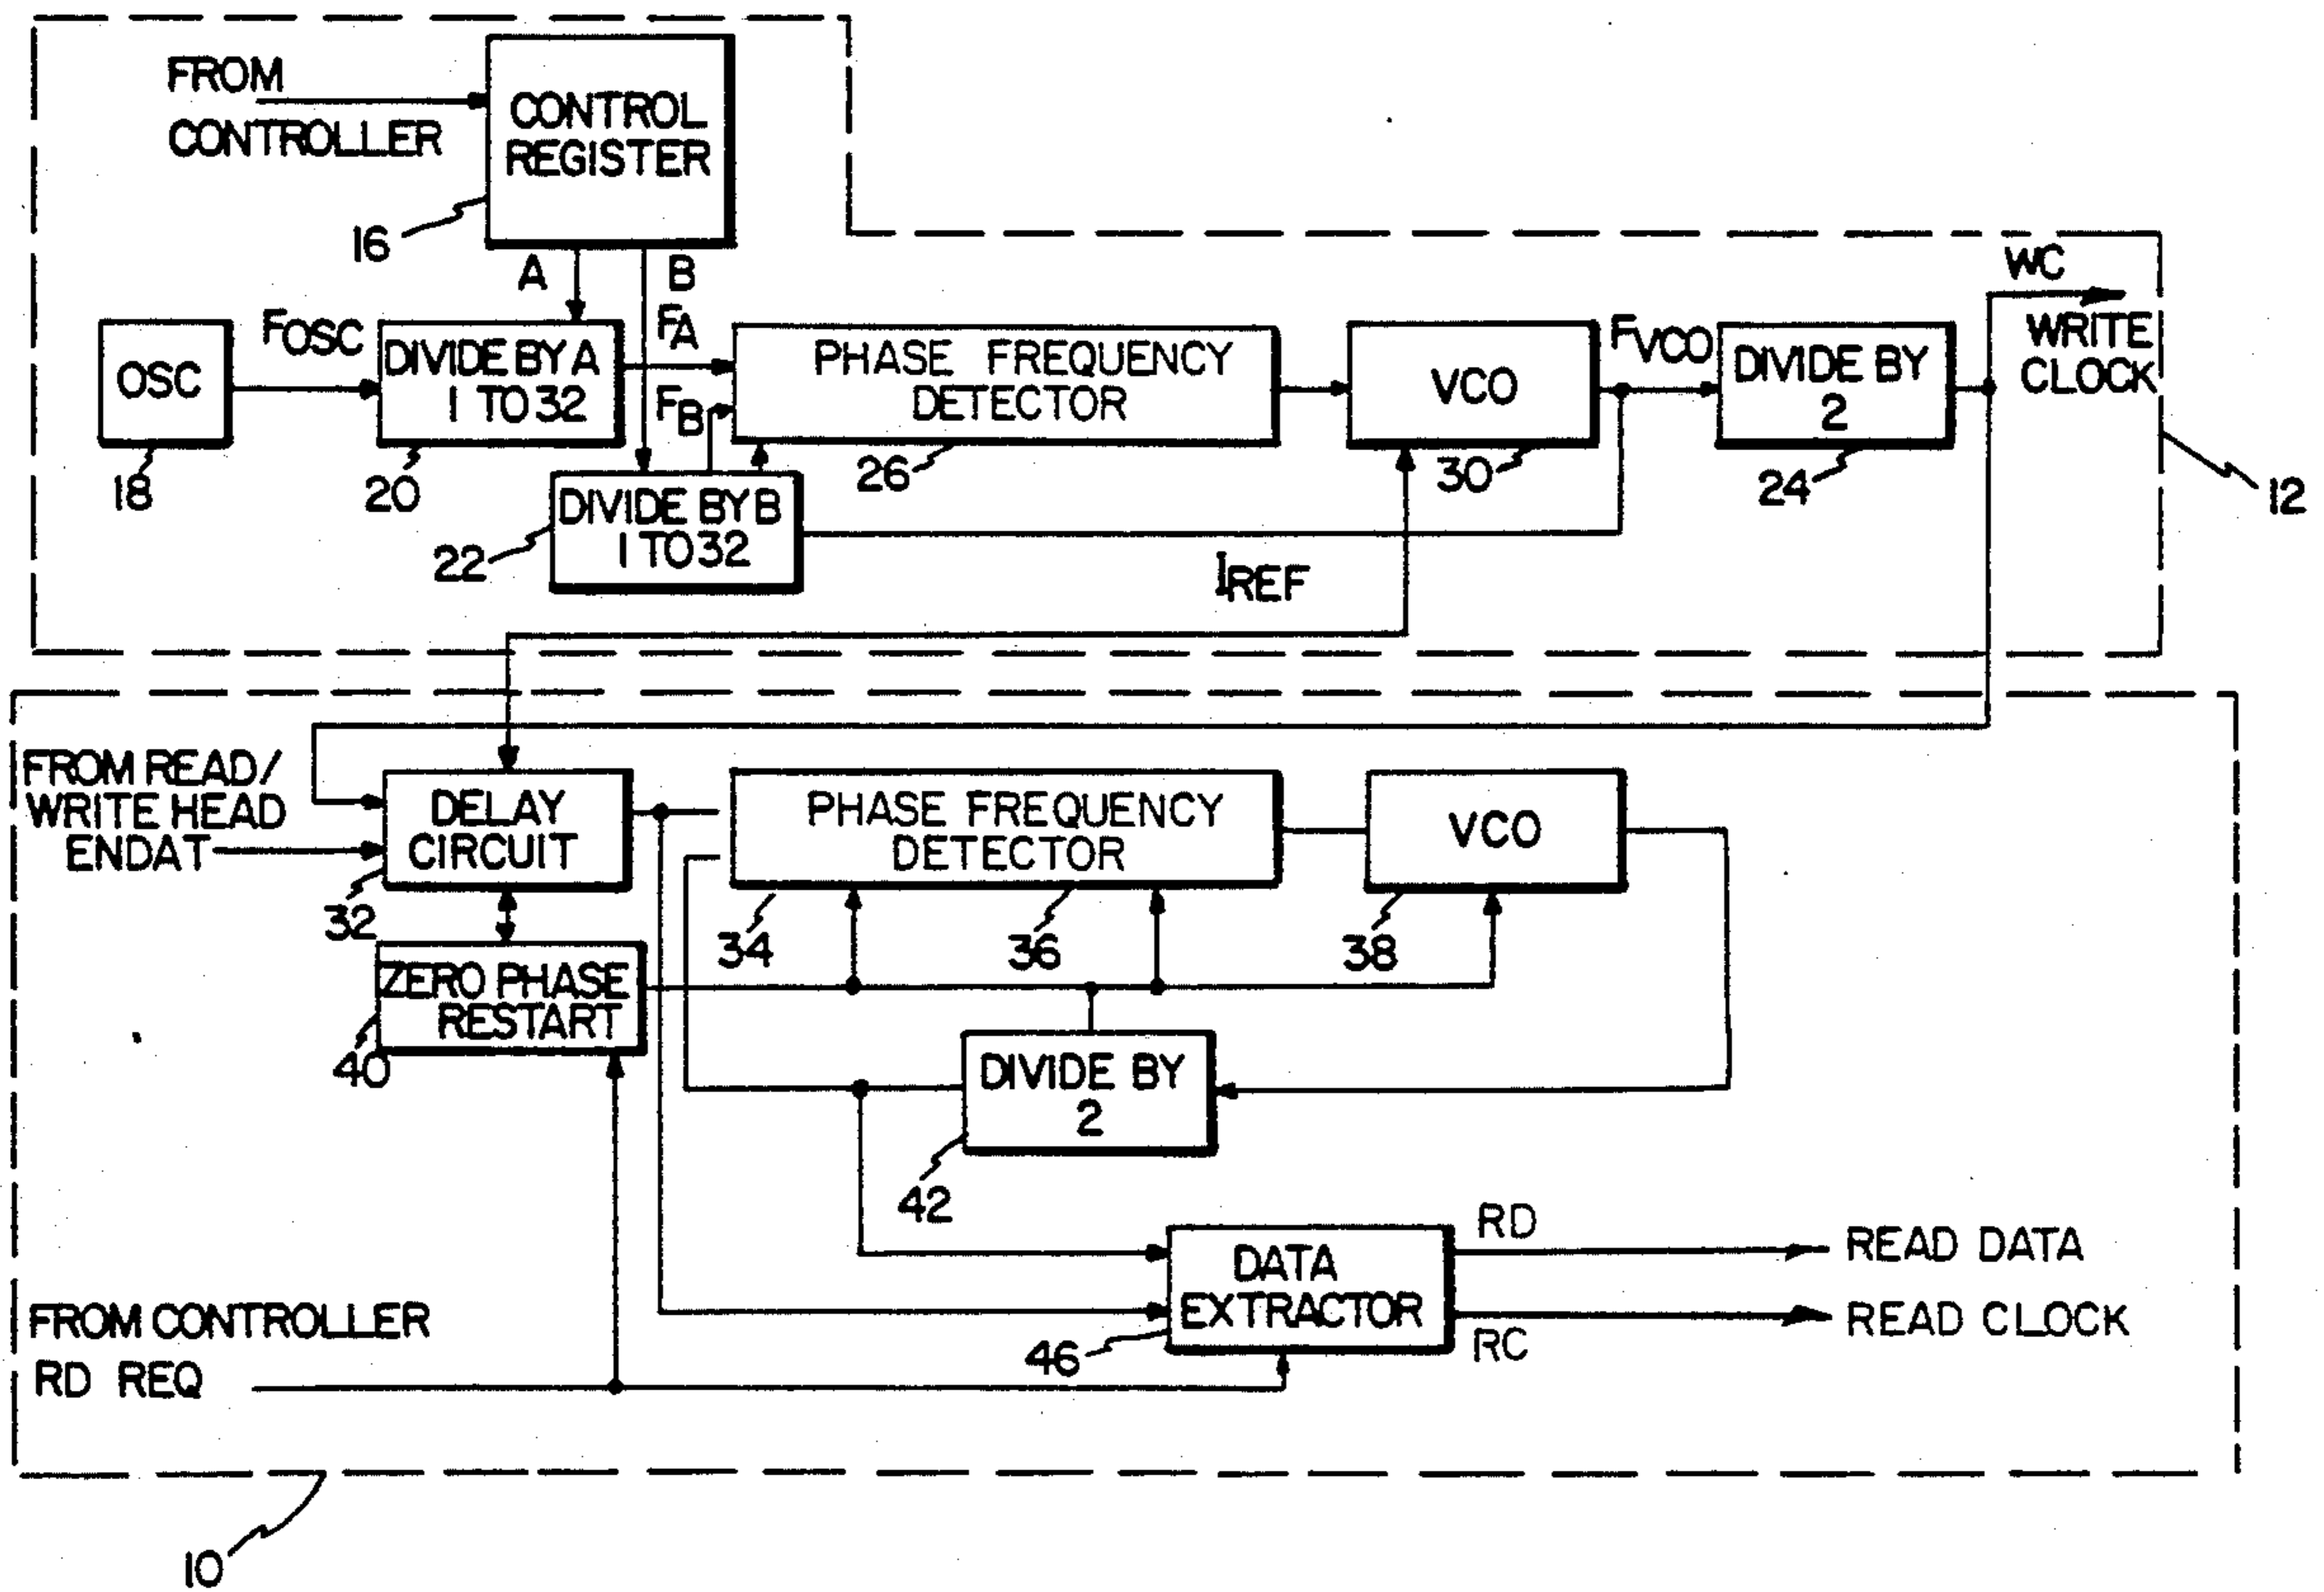 FROM
CONTROLLER
CONTROL
REGISTER
16
A
B
WC
WRITE
CLOCK
OSC
18
FOSC
DIVIDE BY A
1 TO 32
20
FA
FB
PHASE FREQUENCY
DETECTOR
26
VCO
30
FVCO
DIVIDE BY
2
24
12
DIVIDE BY B
1 TO 32
22
IREF
FROM READ/
WRITE HEAD
ENDAT
DELAY
CIRCUIT
32
PHASE FREQUENCY
DETECTOR
34
36
VCO
38
ZERO PHASE
RESTART
40
DIVIDE BY
2
42
DATA
EXTRACTOR
46
RD
READ DATA
RC
READ CLOCK
FROM CONTROLLER
RD REQ
10